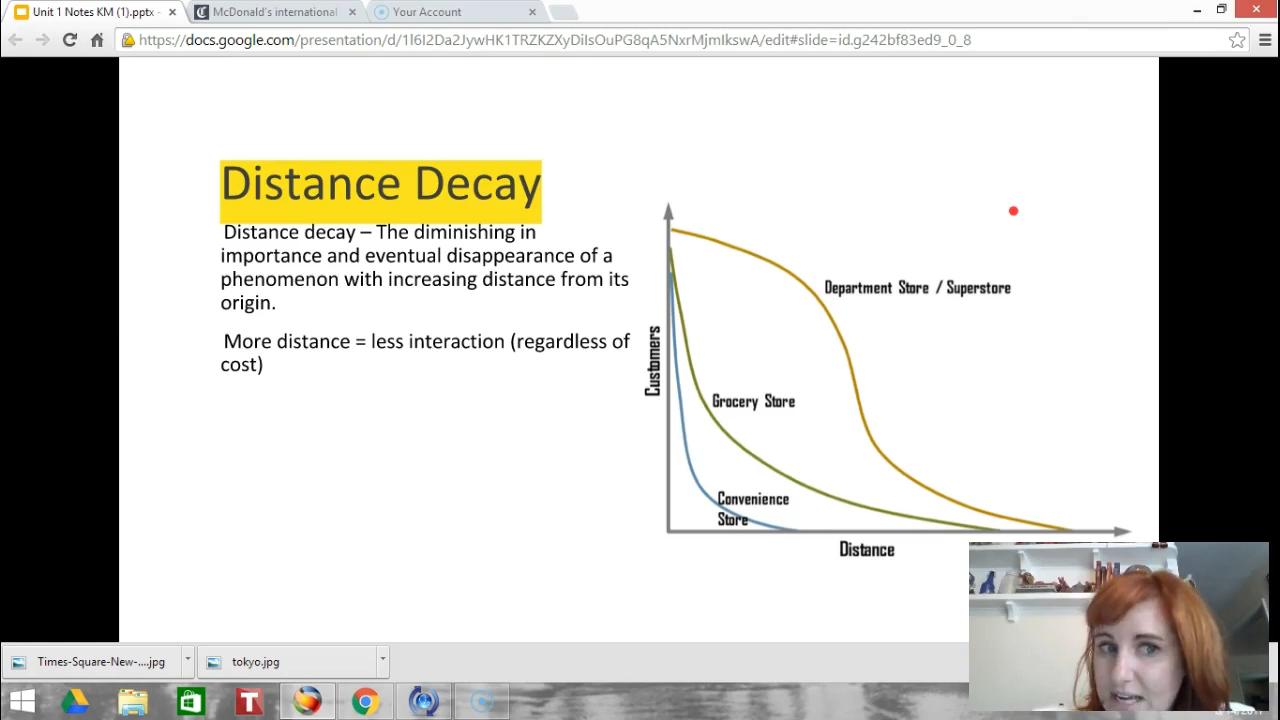 Unit 1 Notes KM (1).pptx -
McDonald's international
Your Account
https://docs.google.com/presentation/d/1l6I2Da2JywHK1TRZKZXyDiIsOuPG8qA5NxrMjmIkswA/edit#slide=id.g242bf83ed9_0_8
Distance Decay
Distance decay – The diminishing in
importance and eventual disappearance of a
phenomenon with increasing distance from its
origin.
More distance = less interaction (regardless of
cost)
Customers
Department Store / Superstore
Grocery Store
Convenience
Store
Distance
Times-Square-New-....jpg
tokyo.jpg